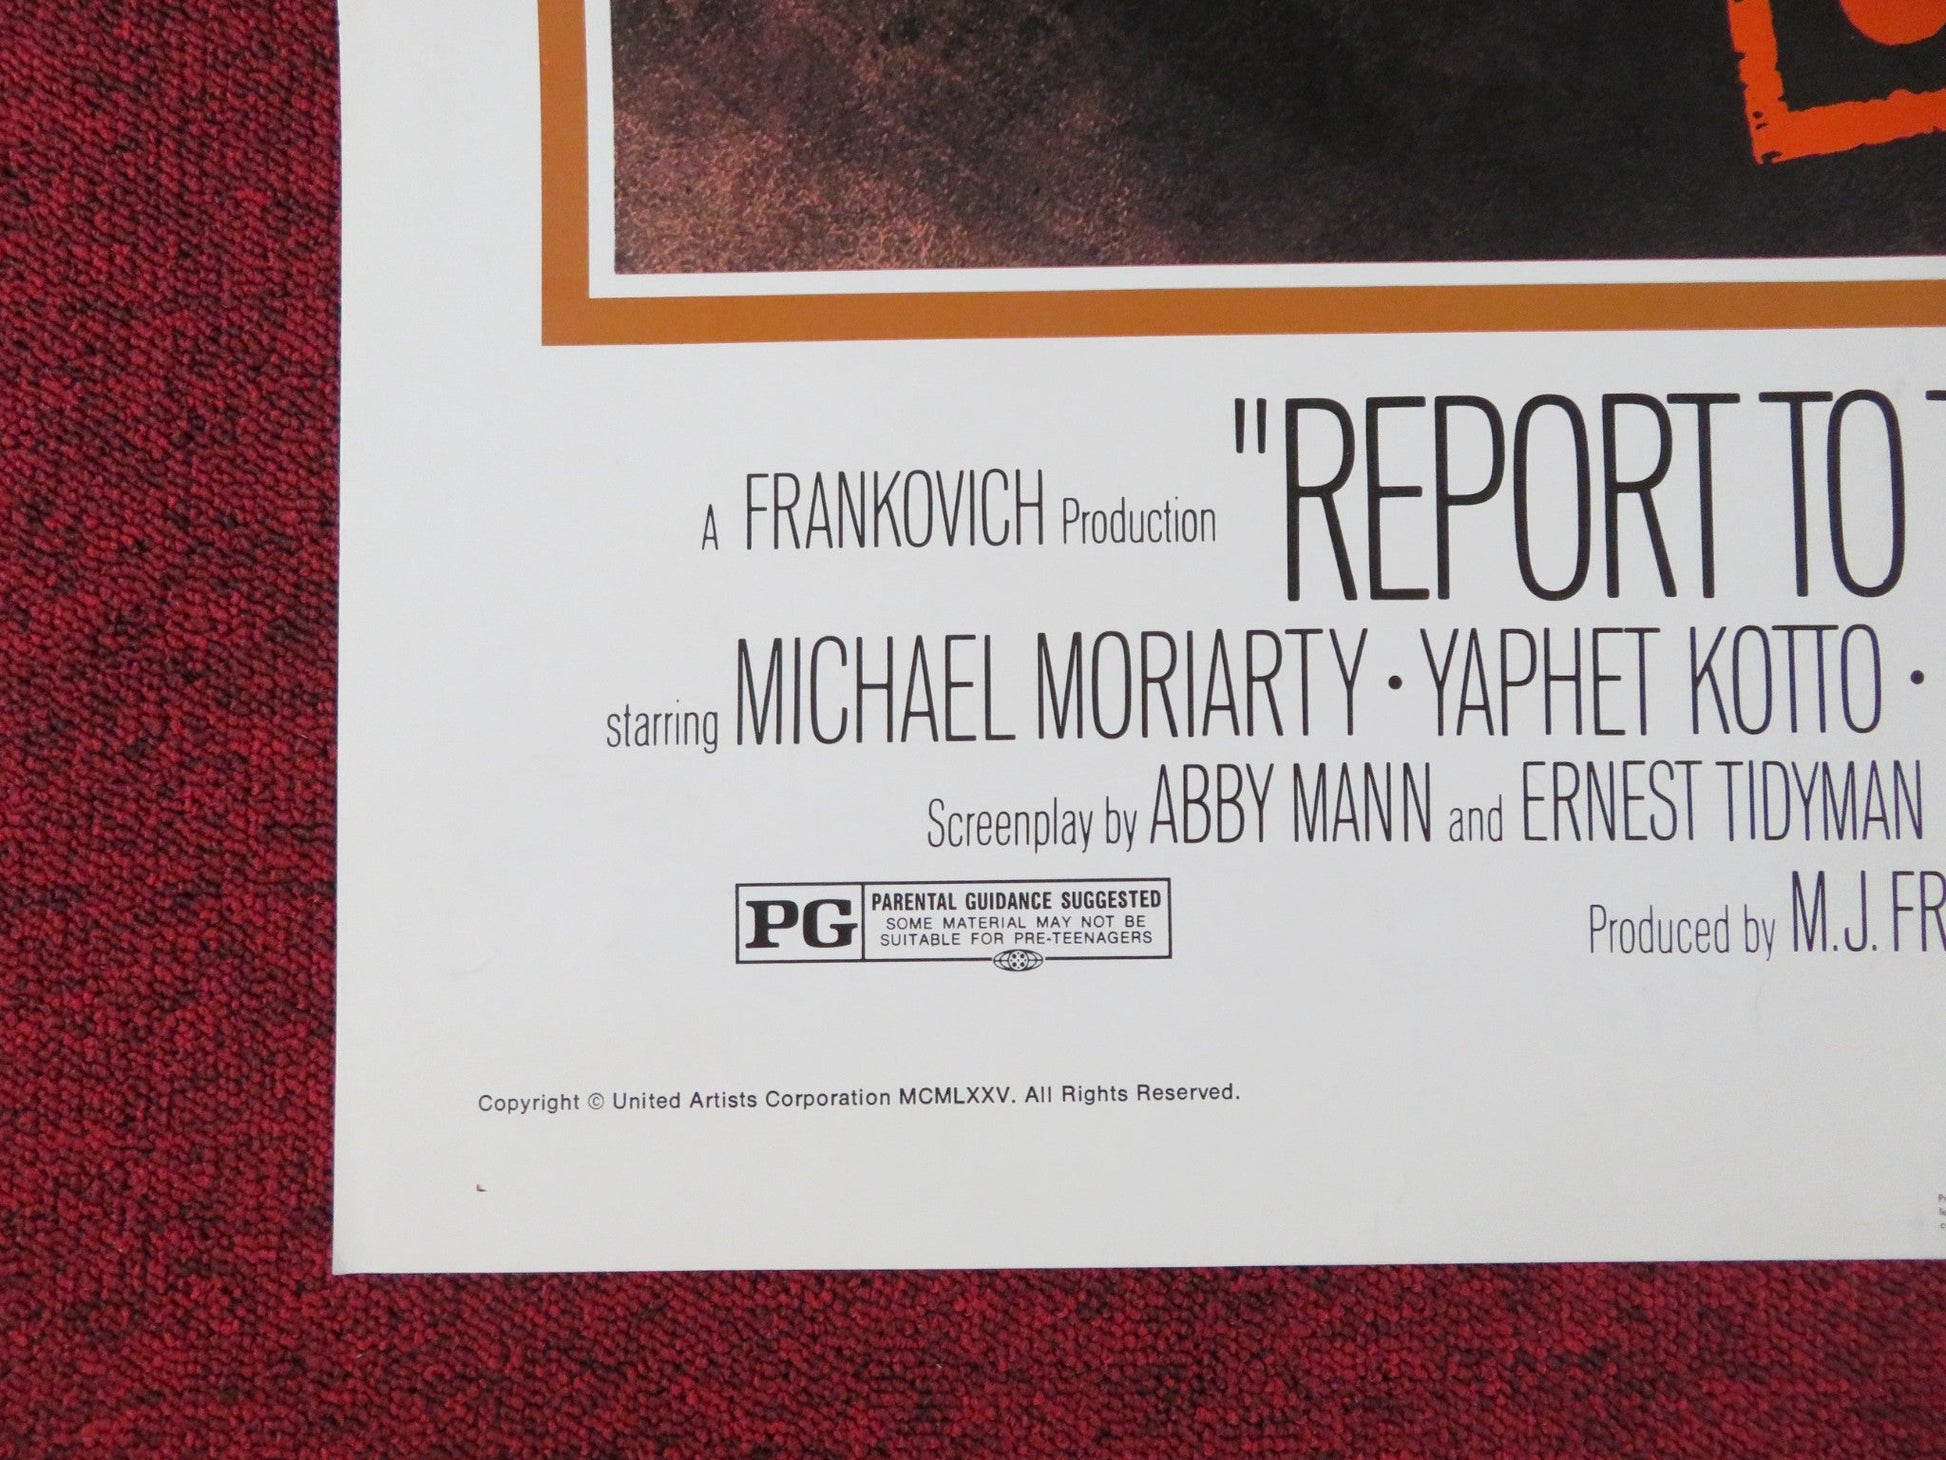 A FRANKOVICH Production "REPORT TO
starring MICHAEL MORIARTY · YAPHET KOTTO ·
Screenplay by ABBY MANN and ERNEST TIDYMAN
Produced by M.J. FR
PG PARENTAL GUIDANCE SUGGESTED
SOME MATERIAL MAY NOT BE
SUITABLE FOR PRE-TEENAGERS
Copyright © United Artists Corporation MCMLXXV. All Rights Reserved.